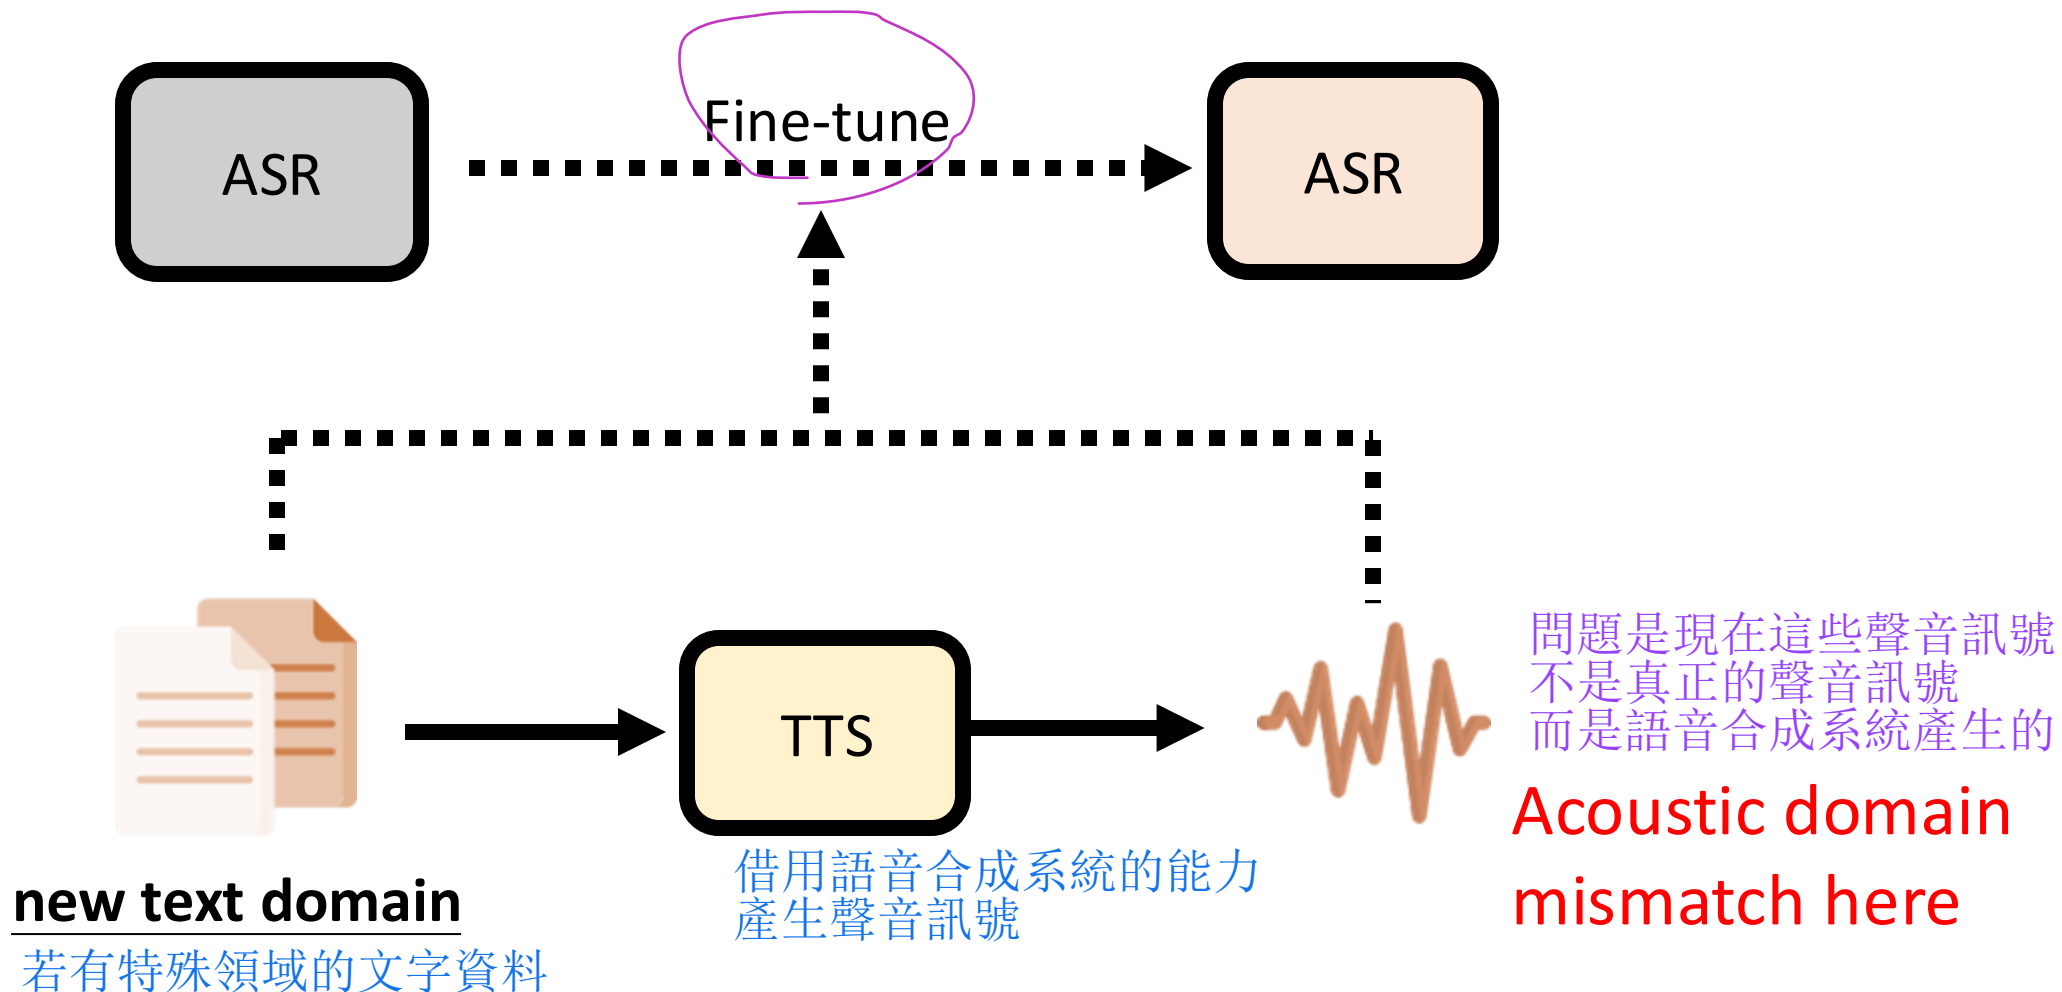 Fine-tune
ASR
ASR
TTS
問題是現在這些聲音訊號
不是真正的聲音訊號
而是語音合成系統產生的
Acoustic domain
mismatch here
借用語音合成系統的能力
產生聲音訊號
new text domain
若有特殊領域的文字資料